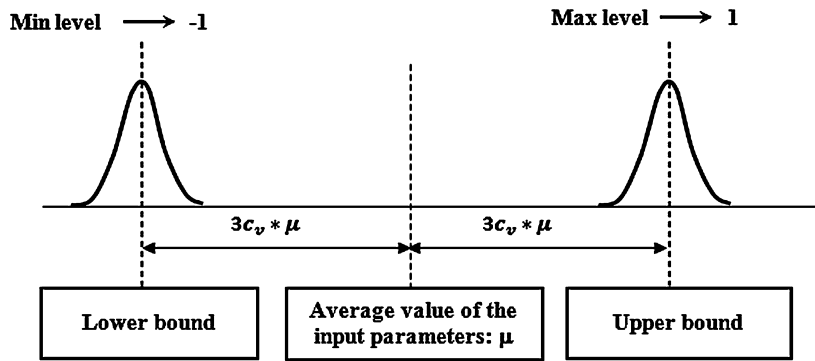 Min level → -1
Max level → 1
3c_v * μ
3c_v * μ
Lower bound
Average value of the
input parameters: μ
Upper bound